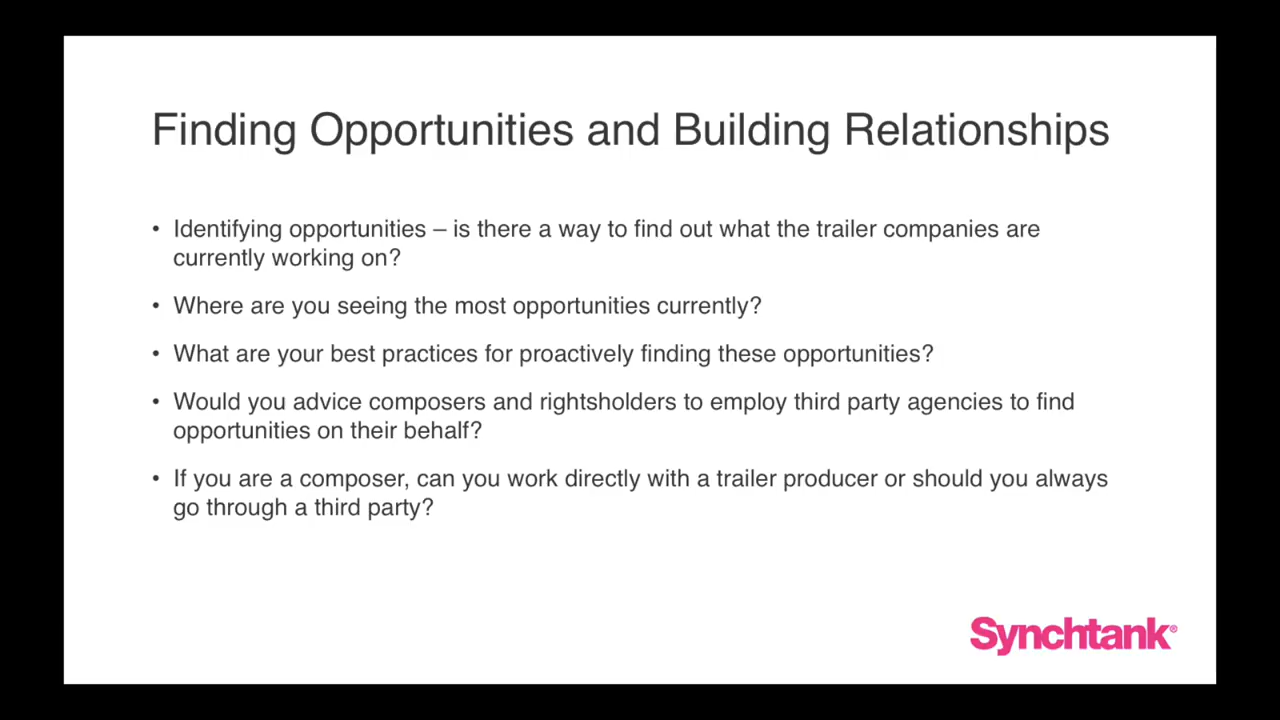 Finding Opportunities and Building Relationships
• Identifying opportunities – is there a way to find out what the trailer companies are
currently working on?
• Where are you seeing the most opportunities currently?
• What are your best practices for proactively finding these opportunities?
• Would you advice composers and rightsholders to employ third party agencies to find
opportunities on their behalf?
• If you are a composer, can you work directly with a trailer producer or should you always
go through a third party?
Synchtank®